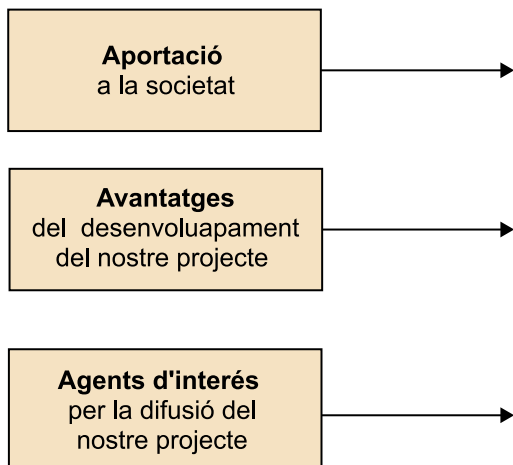 Aportació
a la societat
Avantatges
del desenvoluapament
del nostre projecte
Agents d'interés
per la difusió del
nostre projecte